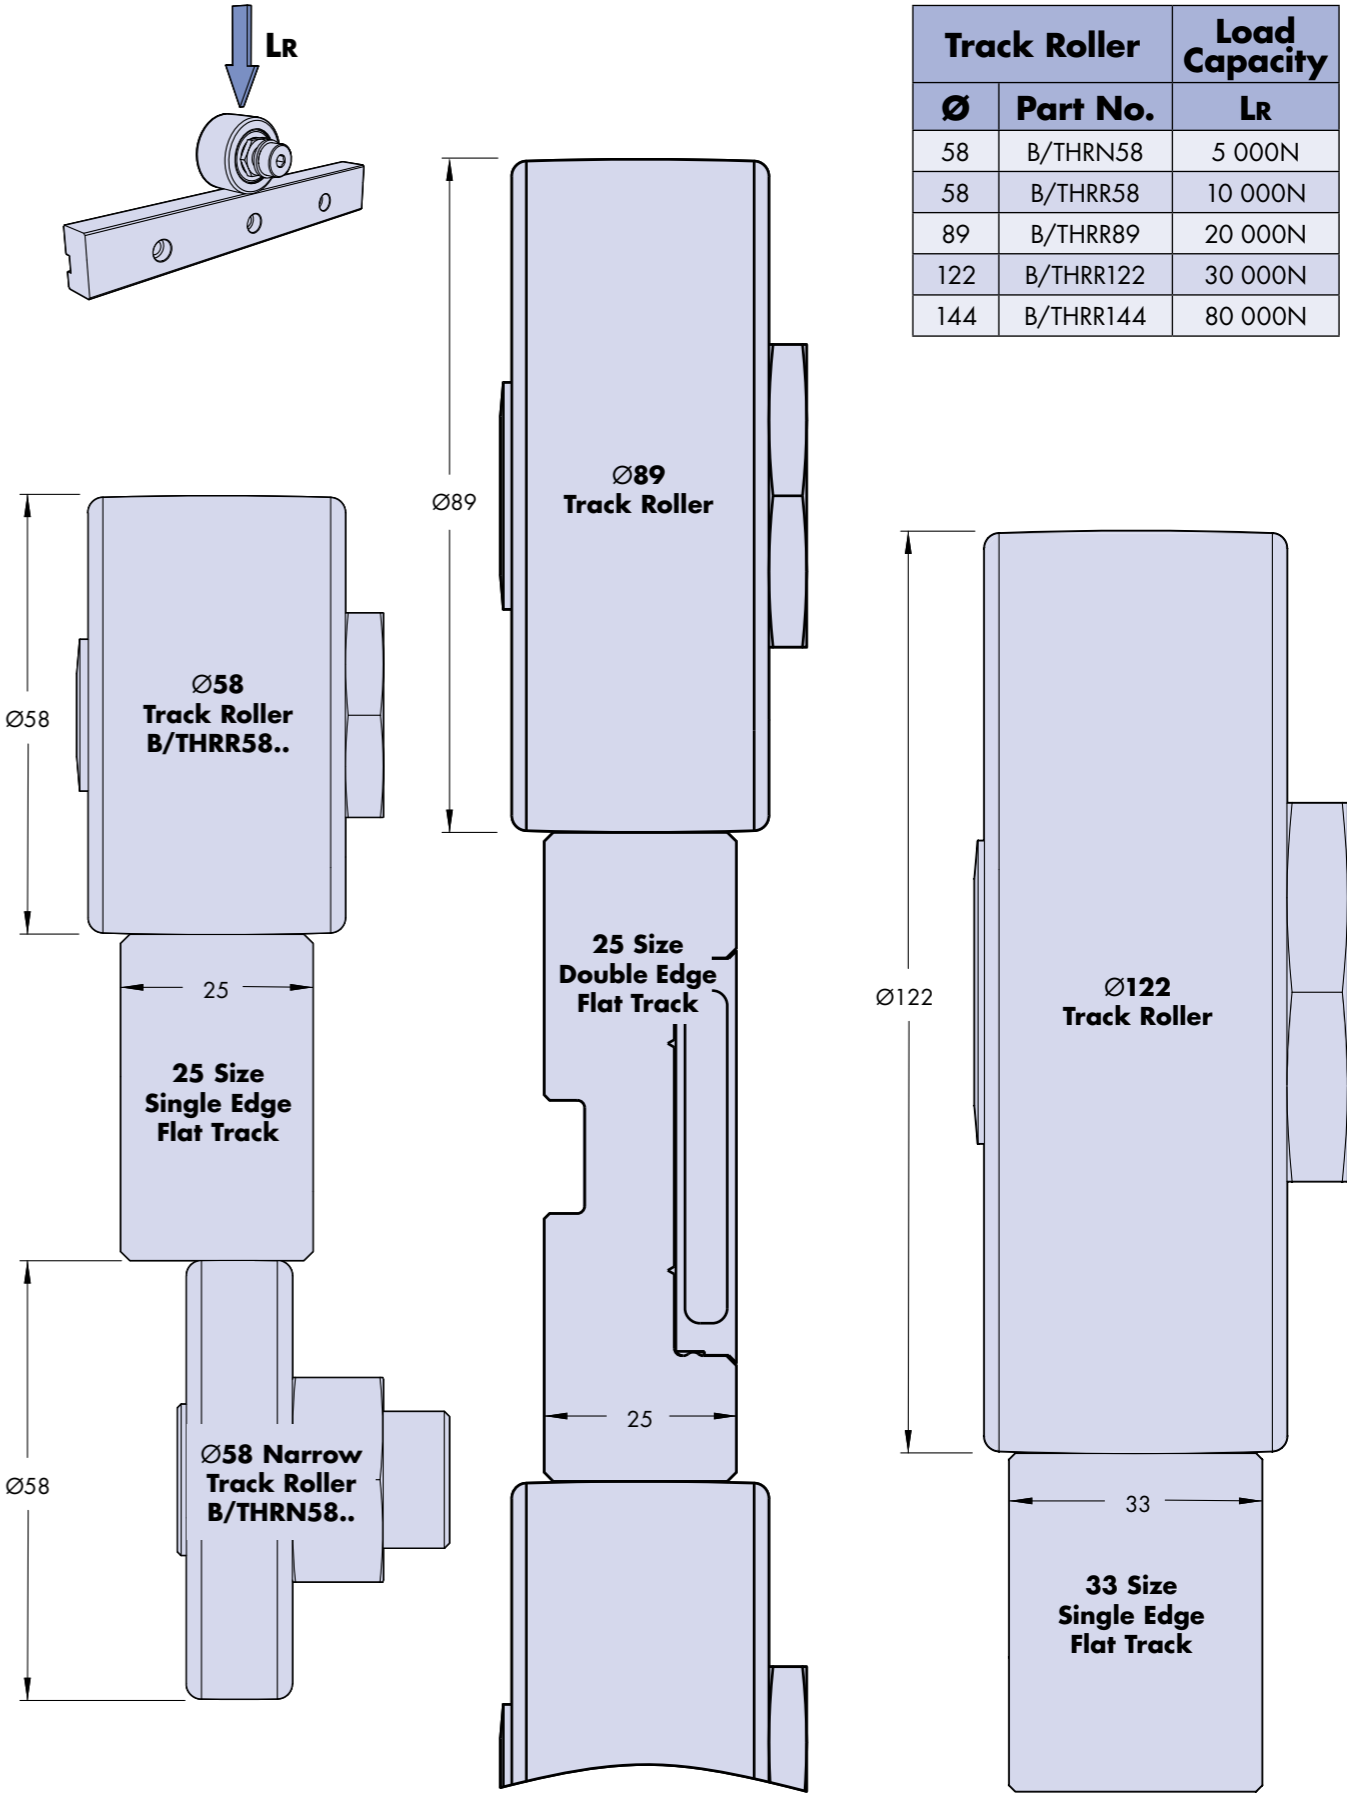 LR
Track Roller Load Capacity
Ø Part No. LR
58 B/THRN58 5 000N
58 B/THRR58 10 000N
89 B/THRR89 20 000N
122 B/THRR122 30 000N
144 B/THRR144 80 000N
Ø58
Ø58
Track Roller
B/THRR58..
25
25 Size
Single Edge
Flat Track
Ø58
Ø58 Narrow
Track Roller
B/THRN58..
Ø89
Ø89
Track Roller
25 Size
Double Edge
Flat Track
25
Ø122
Ø122
Track Roller
33
33 Size
Single Edge
Flat Track